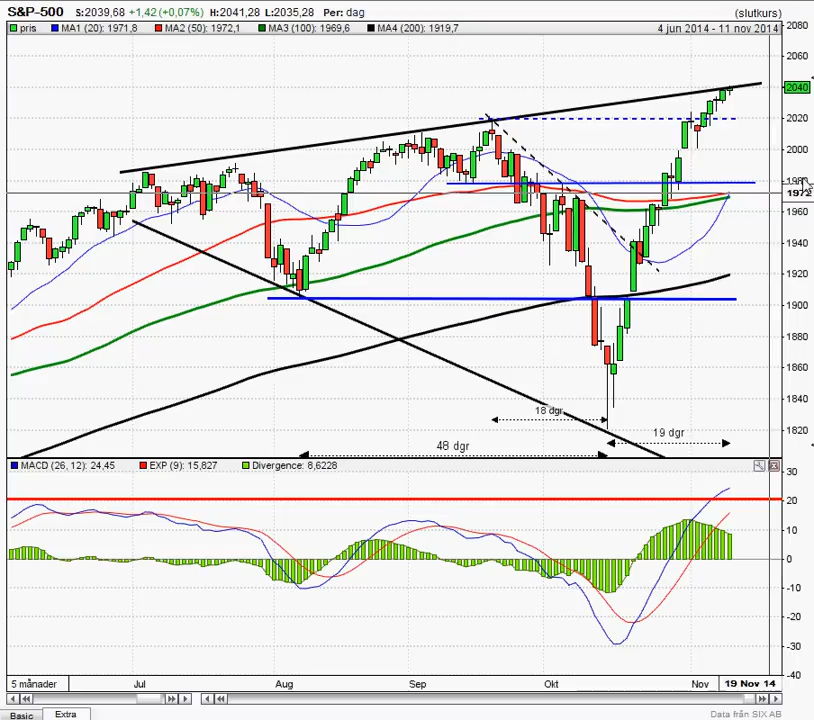 S&P-500 S:2039,68 +1,42 (+0,07%) H:2041,28 L:2035,28 Per: dag (slutkurs)
pris MA1 (20): 1971,8 MA2 (50): 1972,1 MA3 (100): 1969,6 MA4 (200): 1919,7 4 jun 2014 - 11 nov 2014
2080
2060
2040
2020
2000
1980
1972
1960
1940
1920
1900
1880
1860
1840
1820
18 dgr
19 dgr
48 dgr
MACD (26, 12): 24,45 EXP (9): 15,827 Divergence: 8,6228
30
20
10
0
-10
-20
-30
-40
5 månader Jul Aug Sep Okt Nov 19 Nov 14
Basic Extra Data från SIX AB